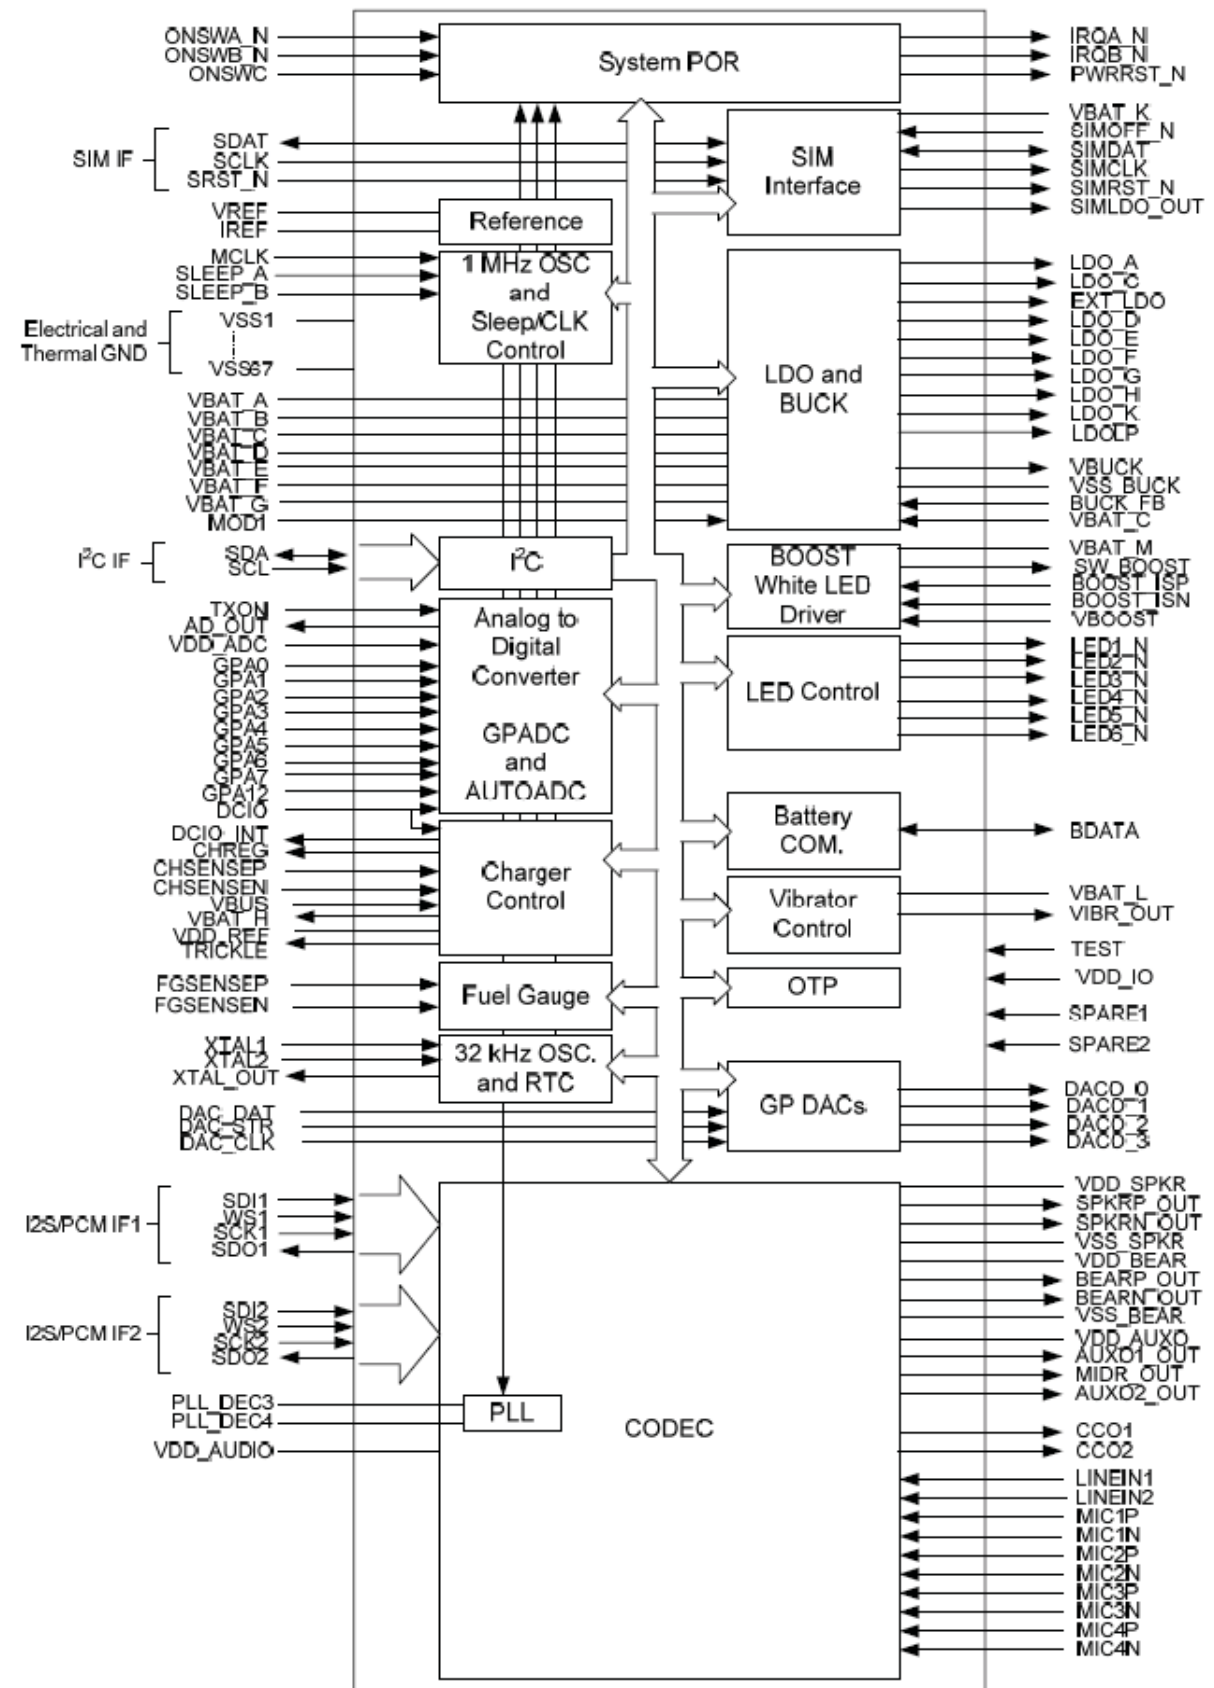 ONSWA_N
ONSWB_N
ONSWC
System POR
IRQA_N
IRQB_N
PWRRST_N
SIM IF
SDAT
SCLK
SRST_N
SIM
Interface
VBAT_K
SIMOFF_N
SIMDAT
SIMCLK
SIMRST_N
SIMLDO_OUT
VREF
IREF
Reference
MCLK
SLEEP_A
SLEEP_B
1 MHz OSC
and
Sleep/CLK
Control
Electrical and
Thermal GND
VSS1
VSS67
VBAT_A
VBAT_B
VBAT_C
VBAT_D
VBAT_E
VBAT_F
VBAT_G
MOD1
LDO and
BUCK
LDO_A
LDO_C
EXT_LDO
LDO_D
LDO_E
LDO_F
LDO_G
LDO_H
LDO_K
LDOLP
VBUCK
VSS_BUCK
BUCK_FB
VBAT_C
I²C IF
SDA
SCL
I²C
BOOST
White LED
Driver
VBAT_M
SW_BOOST
BOOST_ISP
BOOST_ISN
VBOOST
TXON
AD_OUT
VDD_ADC
GPA0
GPA1
GPA2
GPA3
GPA4
GPA5
GPA6
GPA7
GPA12
DCIO
Analog to
Digital
Converter
GPADC
and
AUTOADC
LED Control
LED1_N
LED2_N
LED3_N
LED4_N
LED5_N
LED6_N
DCIO_INT
CHREG
CHSENSEP
CHSENSEN
VBUS
VBAT_H
VDD_REF
TRICKLE
Charger
Control
Battery
COM.
BDATA
Vibrator
Control
VBAT_L
VIBR_OUT
TEST
VDD_IO
SPARE1
SPARE2
FGSENSEP
FGSENSEN
Fuel Gauge
OTP
XTAL1
XTAL2
XTAL_OUT
32 kHz OSC.
and RTC
DAC_DAT
DAC_STR
DAC_CLK
GP DACs
DACO_0
DACO_1
DACO_2
DACO_3
I2S/PCM IF1
SDI1
WS1
SCK1
SDO1
I2S/PCM IF2
SDI2
WS2
SCK2
SDO2
PLL_DEC3
PLL_DEC4
VDD_AUDIO
PLL
CODEC
VDD_SPKR
SPKRP_OUT
SPKRN_OUT
VSS_SPKR
VDD_BEAR
BEARP_OUT
BEARN_OUT
VSS_BEAR
VDD_AUXO
AUXO1_OUT
MIDR_OUT
AUXO2_OUT
CCO1
CCO2
LINEIN1
LINEIN2
MIC1P
MIC1N
MIC2P
MIC2N
MIC3P
MIC3N
MIC4P
MIC4N